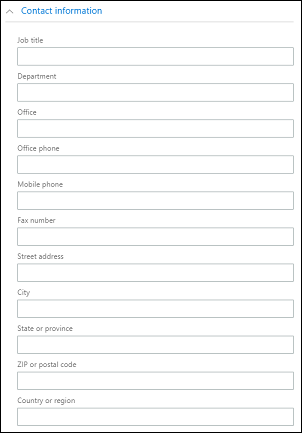 Contact information
Job title
Department
Office
Office phone
Mobile phone
Fax number
Street address
City
State or province
ZIP or postal code
Country or region